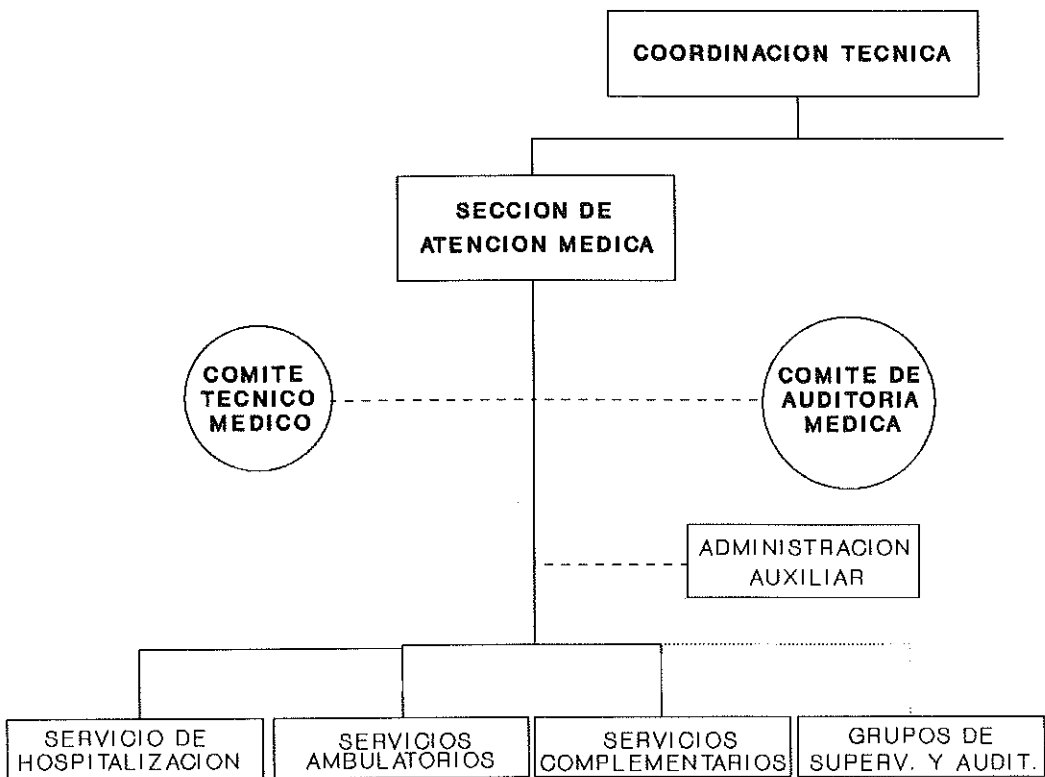 COORDINACION TECNICA
SECCION DE
ATENCION MEDICA
COMITE
TECNICO
MEDICO
COMITE DE
AUDITORIA
MEDICA
ADMINISTRACION
AUXILIAR
SERVICIO DE
HOSPITALIZACION
SERVICIOS
AMBULATORIOS
SERVICIOS
COMPLEMENTARIOS
GRUPOS DE
SUPERV. Y AUDIT.